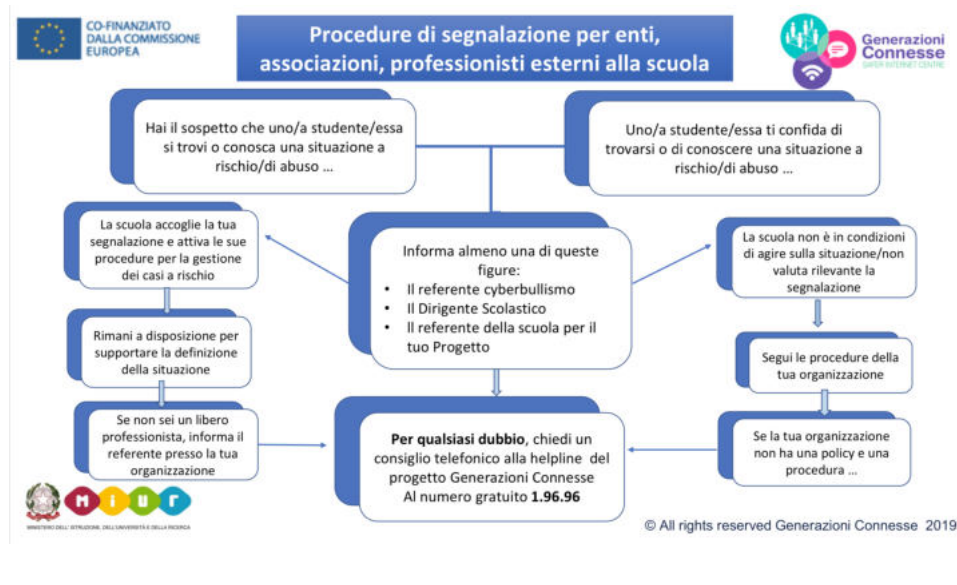 CO-FINANZIATO
DALLA COMMISSIONE
EUROPEA
Procedure di segnalazione per enti,
associazioni, professionisti esterni alla scuola
Generazioni
Connesse
SAFER INTERNET CENTRE
Hai il sospetto che uno/a studente/essa
si trovi o conosca una situazione a
rischio/di abuso ...
Uno/a studente/essa ti confida di
trovarsi o di conoscere una situazione a
rischio/di abuso ...
La scuola accoglie la tua
segnalazione e attiva le sue
procedure per la gestione
dei casi a rischio
Informa almeno una di queste
figure:
• Il referente cyberbullismo
• Il Dirigente Scolastico
• Il referente della scuola per il
tuo Progetto
La scuola non è in condizioni
di agire sulla situazione/non
valuta rilevante la
segnalazione
Rimani a disposizione per
supportare la definizione
della situazione
Segui le procedure della
tua organizzazione
Se non sei un libero
professionista, informa il
referente presso la tua
organizzazione
Per qualsiasi dubbio, chiedi un
consiglio telefonico alla helpline del
progetto Generazioni Connesse
Al numero gratuito 1.96.96
Se la tua organizzazione
non ha una policy e una
procedura ...
MIUR
MINISTERO DELL' ISTRUZIONE, DELL'UNIVERSITÀ E DELLA RICERCA
© All rights reserved Generazioni Connesse 2019